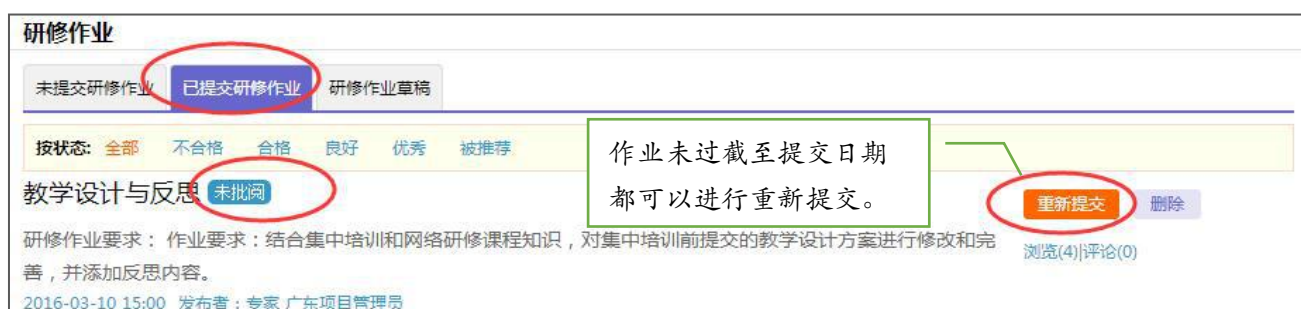 研修作业
未提交研修作业 已提交研修作业 研修作业草稿
按状态: 全部 不合格 合格 良好 优秀 被推荐
作业未过截至提交日期
都可以进行重新提交。
教学设计与反思 未批阅
重新提交 删除
研修作业要求： 作业要求：结合集中培训和网络研修课程知识，对集中培训前提交的教学设计方案进行修改和完
善，并添加反思内容。
浏览(4)|评论(0)
2016-03-10 15:00 发布者：专家 广东项目管理员